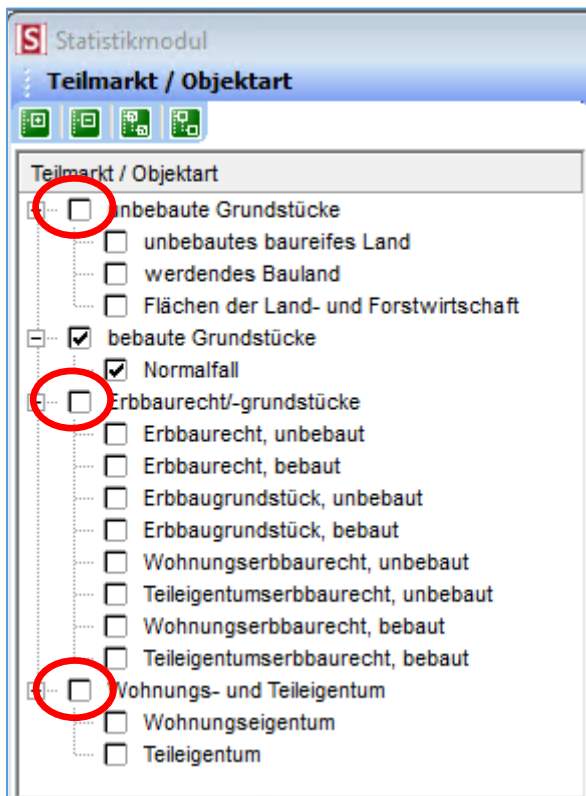 S Statistikmodul
Teilmarkt / Objektart
Teilmarkt / Objektart
unbebaute Grundstücke
unbebautes baureifes Land
werdendes Bauland
Flächen der Land- und Forstwirtschaft
bebaute Grundstücke
Normalfall
Erbbaurecht/-grundstücke
Erbbaurecht, unbebaut
Erbbaurecht, bebaut
Erbbaugrundstück, unbebaut
Erbbaugrundstück, bebaut
Wohnungserbbaurecht, unbebaut
Teileigentumserbbaurecht, unbebaut
Wohnungserbbaurecht, bebaut
Teileigentumserbbaurecht, bebaut
Wohnungs- und Teileigentum
Wohnungseigentum
Teileigentum